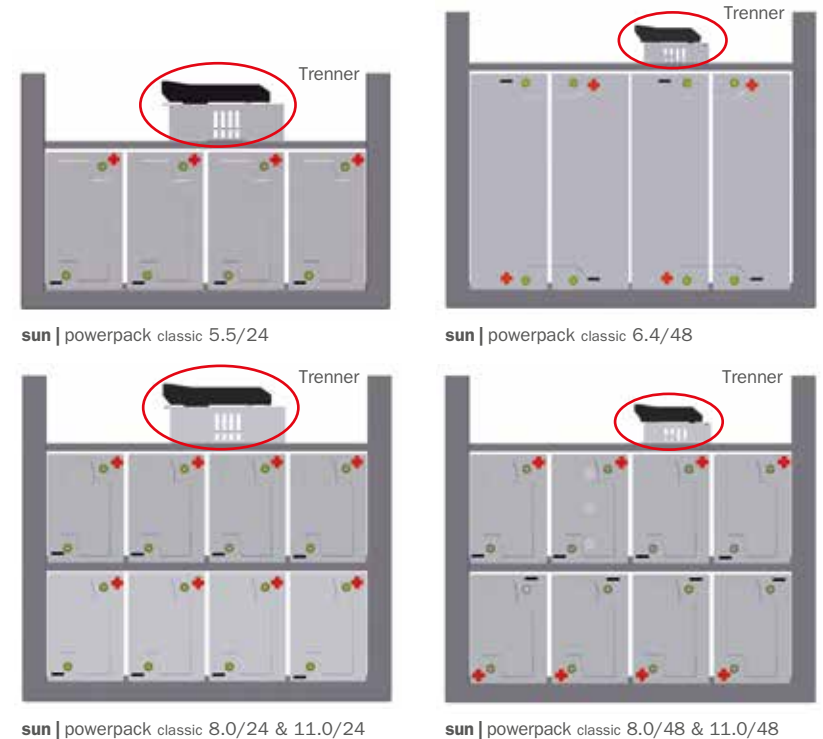 Trenner
Trenner
sun | powerpack classic 5.5/24
sun | powerpack classic 6.4/48
Trenner
Trenner
sun | powerpack classic 8.0/24 & 11.0/24
sun | powerpack classic 8.0/48 & 11.0/48